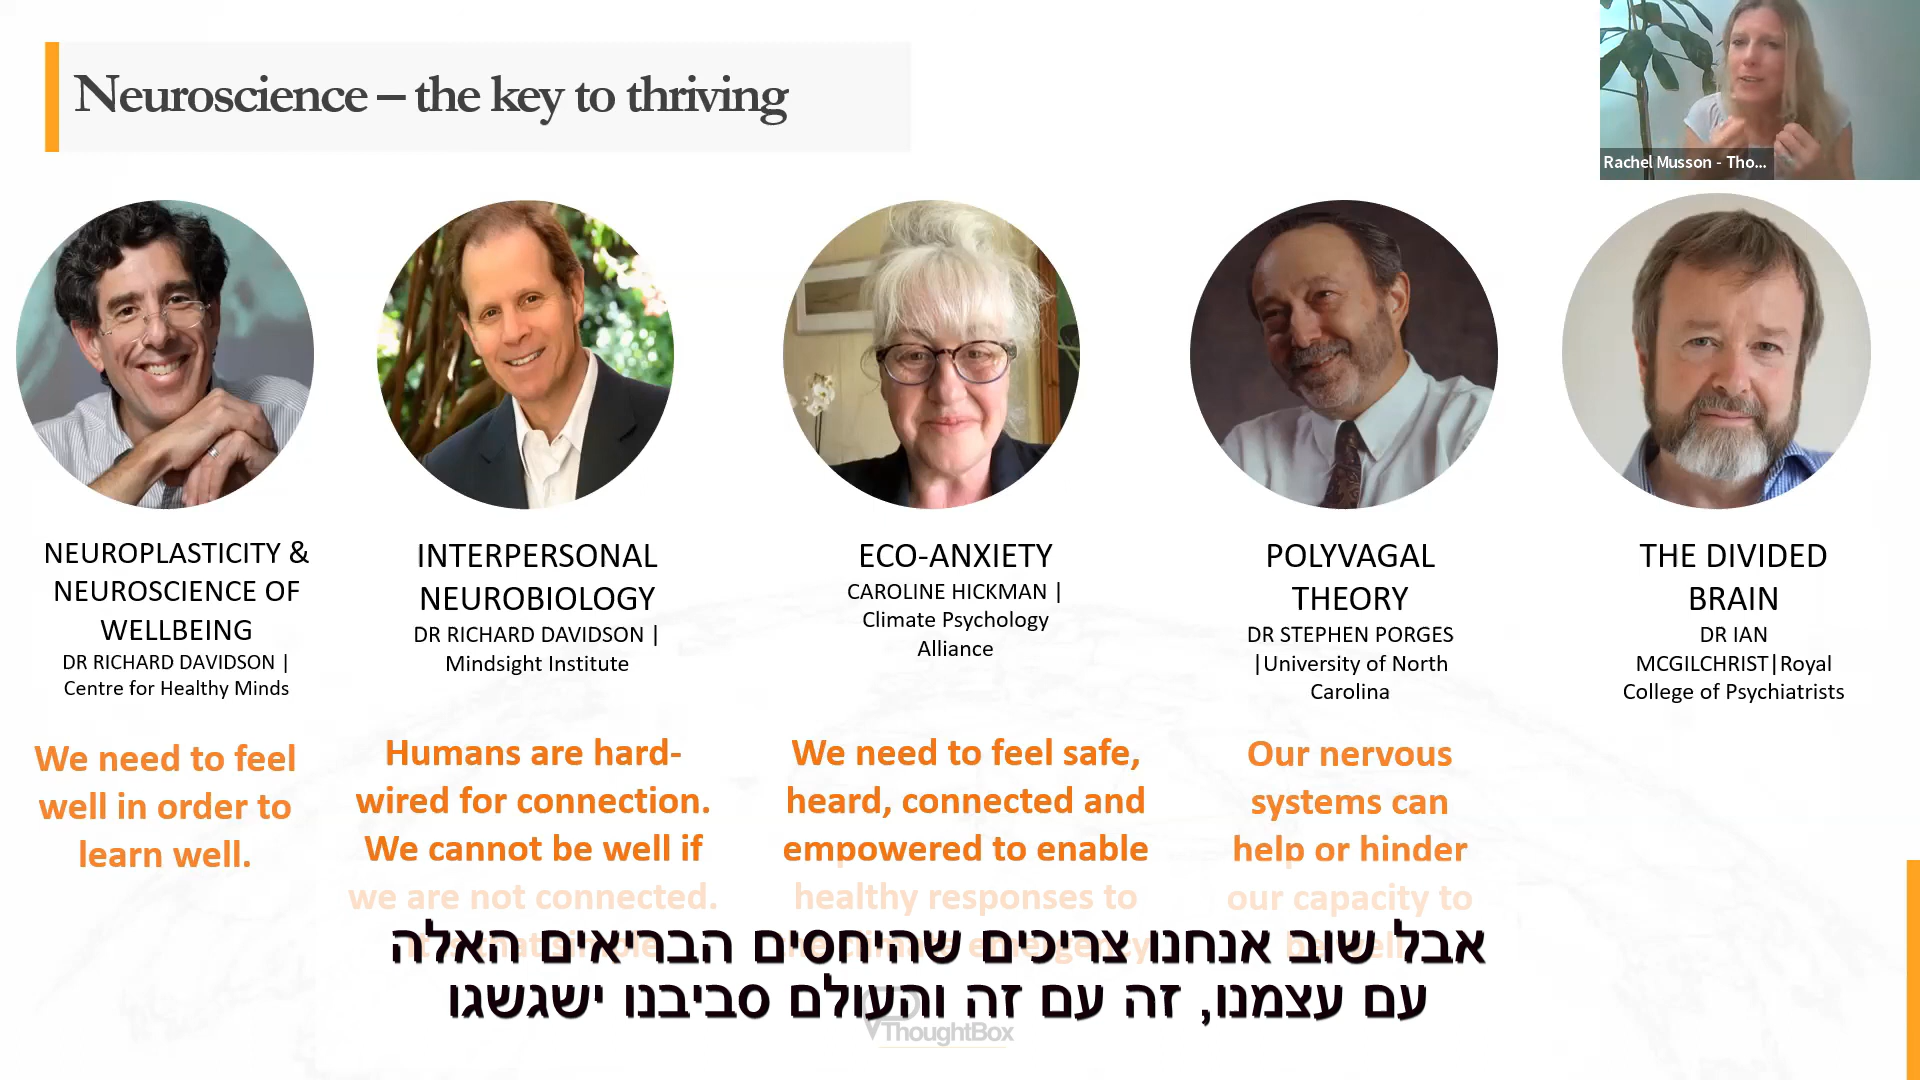 Neuroscience – the key to thriving
Rachel Musson - Tho...
NEUROPLASTICITY &
NEUROSCIENCE OF
WELLBEING
DR RICHARD DAVIDSON |
Centre for Healthy Minds
We need to feel
well in order to
learn well.
INTERPERSONAL
NEUROBIOLOGY
DR RICHARD DAVIDSON |
Mindsight Institute
Humans are hard-
wired for connection.
We cannot be well if
we are not connected.
ECO-ANXIETY
CAROLINE HICKMAN |
Climate Psychology
Alliance
We need to feel safe,
heard, connected and
empowered to enable
healthy responses to
POLYVAGAL
THEORY
DR STEPHEN PORGES
|University of North
Carolina
Our nervous
systems can
help or hinder
our capacity to
THE DIVIDED
BRAIN
DR IAN
MCGILCHRIST|Royal
College of Psychiatrists
אבל שוב אנחנו צריכים שהיחסים הבריאים האלה
עם עצמנו, זה עם זה והעולם סביבנו ישגשגו
ThoughtBox